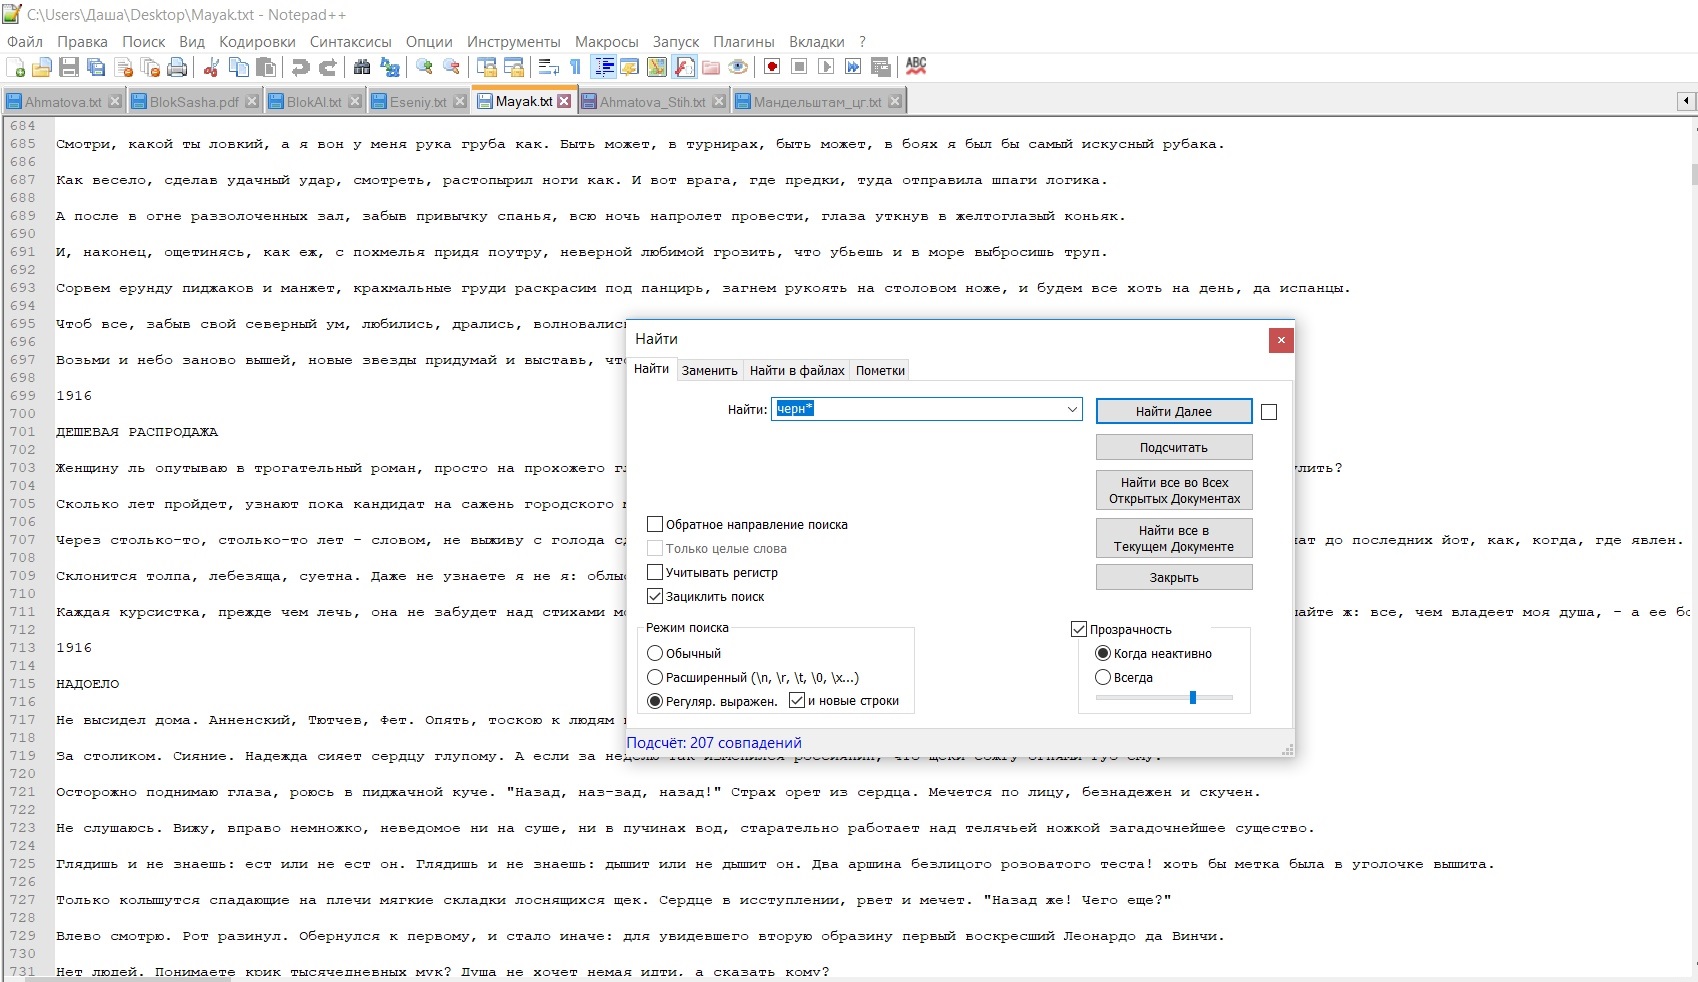 C:\Users\Даша\Desktop\Mayak.txt - Notepad++
Файл Правка Поиск Вид Кодировки Синтаксисы Опции Инструменты Макросы Запуск Плагины Вкладки ?
ABC
Ahmatova.txt BlokSasha.pdf BlokAl.txt Eseniy.txt Mayak.txt Ahmatova_Stih.txt Мандельштам_цг.txt
684
685 Смотри, какой ты ловкий, а я вон у меня рука груба как. Быть может, в турнирах, быть может, в боях я был бы самый искусный рубака.
686
687 Как весело, сделав удачный удар, смотреть, растопырил ноги как. И вот врага, где предки, туда отправила шпаги логика.
688
689 А после в огне раззолоченных зал, забыв привычку спанья, всю ночь напролет провести, глаза уткнув в желтоглазый коньяк.
690
691 И, наконец, ощетинясь, как еж, с похмелья придя поутру, неверной любимой грозить, что убьешь и в море выбросишь труп.
692
693 Сорвем ерунду пиджаков и манжет, крахмальные груди раскрасим под панцирь, загнем рукоять на столовом ноже, и будем все хоть на день, да испанцы.
694
695 Чтоб все, забыв свой северный ум, любились, дрались, волновались
696
697 Возьми и небо заново вышей, новые звезды придумай и выставь,
698
699 1916
700
701 ДЕШЕВАЯ РАСПРОДАЖА
702
703 Женщину ль опутываю в трогательный роман, просто на прохожего
704
705 Сколько лет пройдет, узнают пока кандидат на сажень городского
706
707 Через столько-то, столько-то лет - словом, не выживу с голода до последних йот, как, когда, где явлен.
708
709 Склонится толпа, лебезяща, суетна. Даже не узнаете я не я:
710
711 Каждая курсистка, прежде чем лечь, она не забудет над стихами ж: все, чем владеет моя душа, - а ее
712
713 1916
714
715 НАДОЕЛО
716
717 Не высидел дома. Анненский, Тютчев, Фет. Опять, тоскою к людям
718
719 За столиком. Сияние. Надежда сияет сердцу глупому. А если за неделю так изменился россиянин, что щеки сожгу огнями губ ему.
720
721 Осторожно поднимаю глаза, роюсь в пиджачной куче. "Назад, наз-зад, назад!" Страх орет из сердца. Мечется по лицу, безнадежен и скучен.
722
723 Не слушаюсь. Вижу, вправо немножко, неведомое ни на суше, ни в пучинах вод, старательно работает над телячьей ножкой загадочнейшее существо.
724
725 Глядишь и не знаешь: ест или не ест он. Глядишь и не знаешь: дышит или не дышит он. Два аршина безлицого розоватого теста! хоть бы метка была в уголочке вышита.
726
727 Только колышутся спадающие на плечи мягкие складки лоснящихся щек. Сердце в исступлении, рвет и мечет. "Назад же! Чего еще?"
728
729 Влево смотрю. Рот разинул. Обернулся к первому, и стало иначе: для увидевшего вторую образину первый воскресший Леонардо да Винчи.
730
731 Нет людей. Понимаете крик тысячедневных мук? Душа не хочет немая идти, а сказать кому?
Найти
Найти Заменить Найти в файлах Пометки
Найти: черн*
Найти Далее
Подсчитать
Найти все во Всех
Открытых Документах
Найти все в
Текущем Документе
Закрыть
Обратное направление поиска
Только целые слова
Учитывать регистр
Зациклить поиск
Режим поиска
Обычный
Расширенный (\n, \r, \t, \0, \x...)
Регуляр. выражен. и новые строки
Прозрачность
Когда неактивно
Всегда
Подсчёт: 207 совпадений